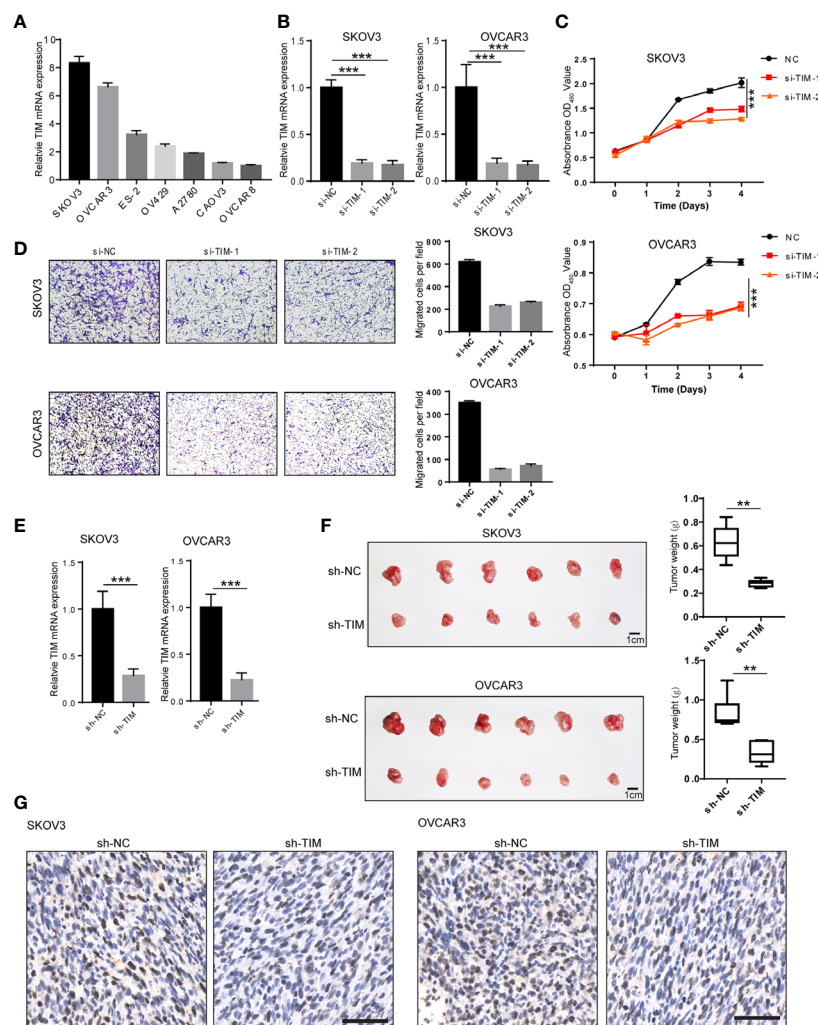 A
Relatvie TIM mRNA expression
10
8
6
4
2
0
SKOV3
OVCAR3
ES-2
OV429
A2780
CAOV3
OVCAR8
B
SKOV3
Relatvie TIM mRNA expression
1.5
1.0
0.5
0.0
***
***
si-NC
si-TIM-1
si-TIM-2
OVCAR3
Relatvie TIM mRNA expression
1.5
1.0
0.5
0.0
***
***
si-NC
si-TIM-1
si-TIM-2
C
SKOV3
Absorbrance OD450 Value
2.5
2.0
1.5
1.0
0.5
0.0
0 1 2 3 4
Time (Days)
NC
si-TIM-1
si-TIM-2
***
OVCAR3
Absorbrance OD450 Value
0.9
0.8
0.7
0.6
0.5
0 1 2 3 4
Time (Days)
NC
si-TIM-1
si-TIM-2
***
D
si-NC si-TIM-1 si-TIM-2
SKOV3
OVCAR3
SKOV3
Migrated cells per field
800
600
400
200
0
si-NC
si-TIM-1
si-TIM-2
OVCAR3
Migrated cells per field
400
300
200
100
0
si-NC
si-TIM-1
si-TIM-2
E
SKOV3
Relatvie TIM mRNA expression
1.5
1.0
0.5
0.0
***
sh-NC
sh-TIM
OVCAR3
Relatvie TIM mRNA expression
1.5
1.0
0.5
0.0
***
sh-NC
sh-TIM
F
SKOV3
sh-NC
sh-TIM
1cm
Tumor weight (g)
1.0
0.8
0.6
0.4
0.2
0.0
**
sh-NC
sh-TIM
OVCAR3
sh-NC
sh-TIM
1cm
Tumor weight (g)
1.5
1.0
0.5
0.0
**
sh-NC
sh-TIM
G
SKOV3
sh-NC sh-TIM
OVCAR3
sh-NC sh-TIM